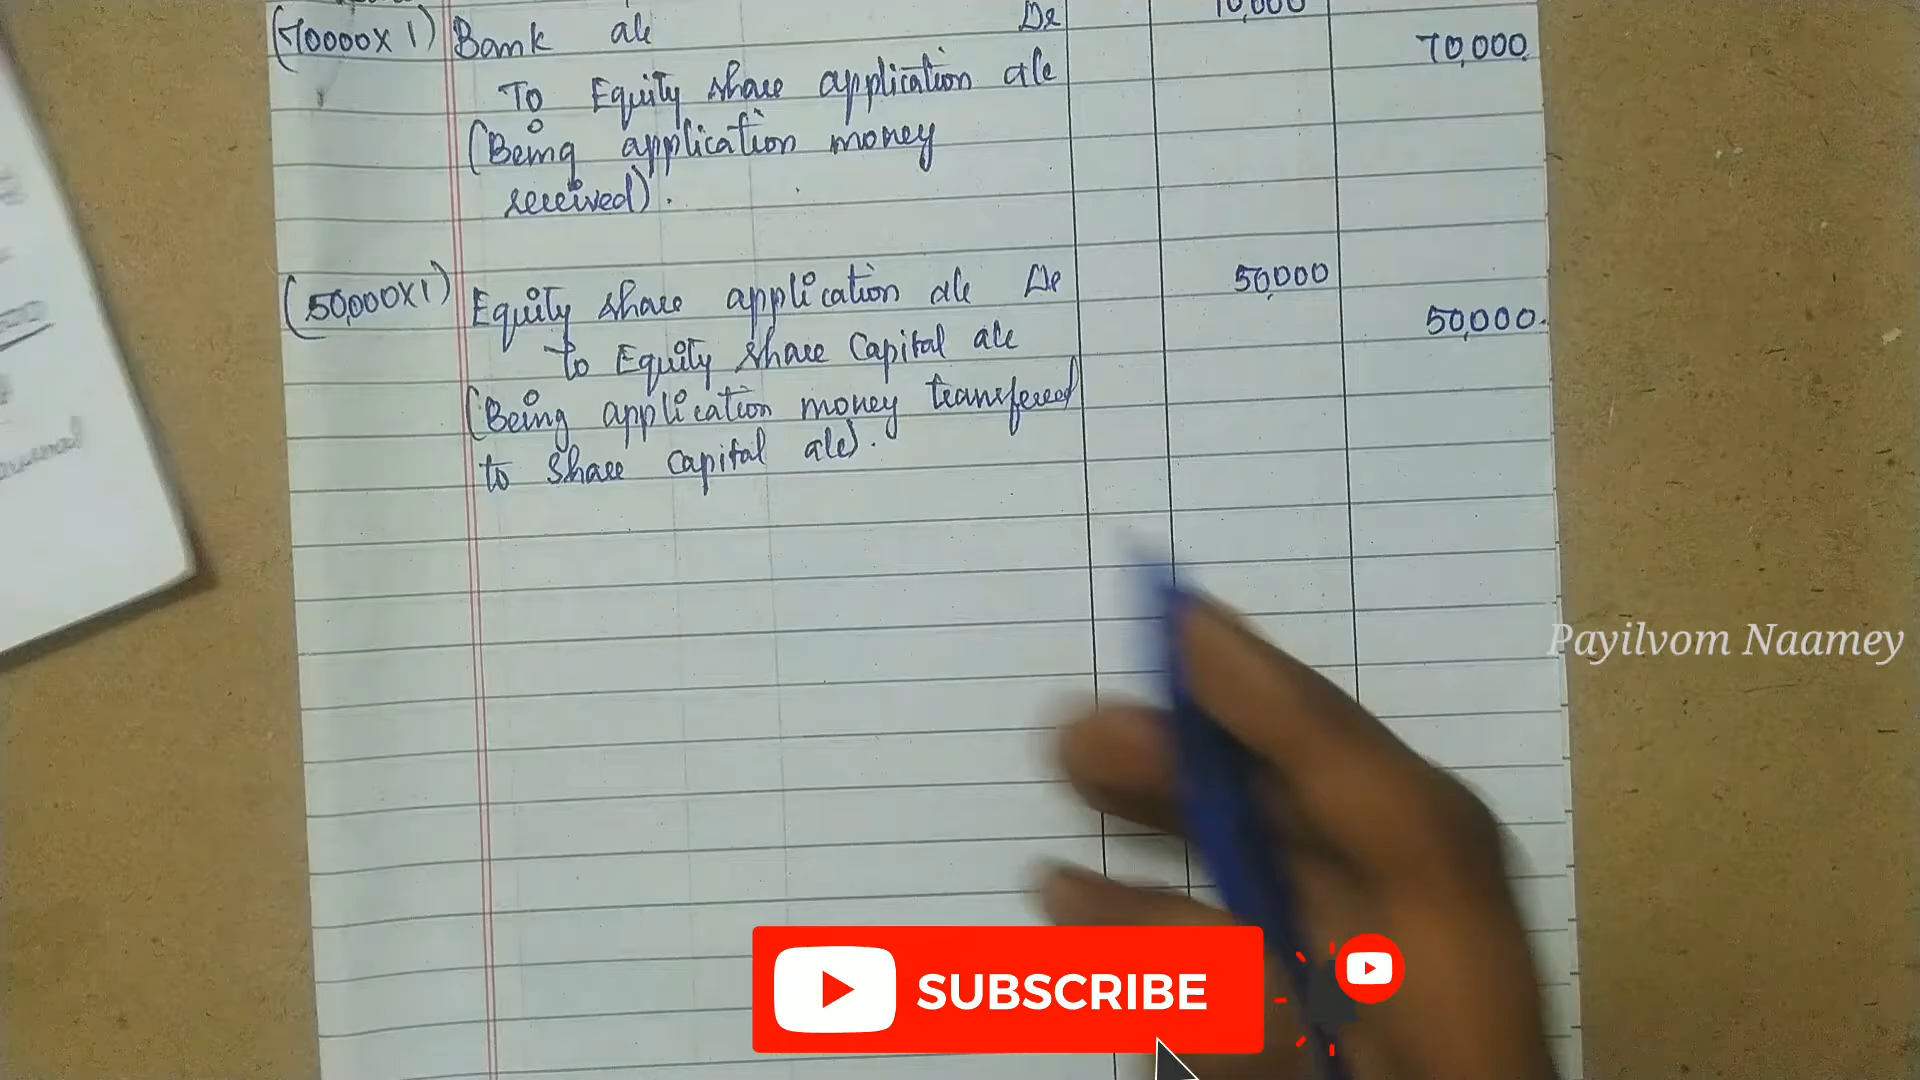 (70000x1) Bank a/c Dr 70,000
To Equity share application a/c 70,000
(Being application money
received).
(50,000x1) Equity share application a/c Dr 50,000
to Equity share capital a/c 50,000.
(Being application money transfered
to share capital a/c).
Payilvom Naamey
SUBSCRIBE